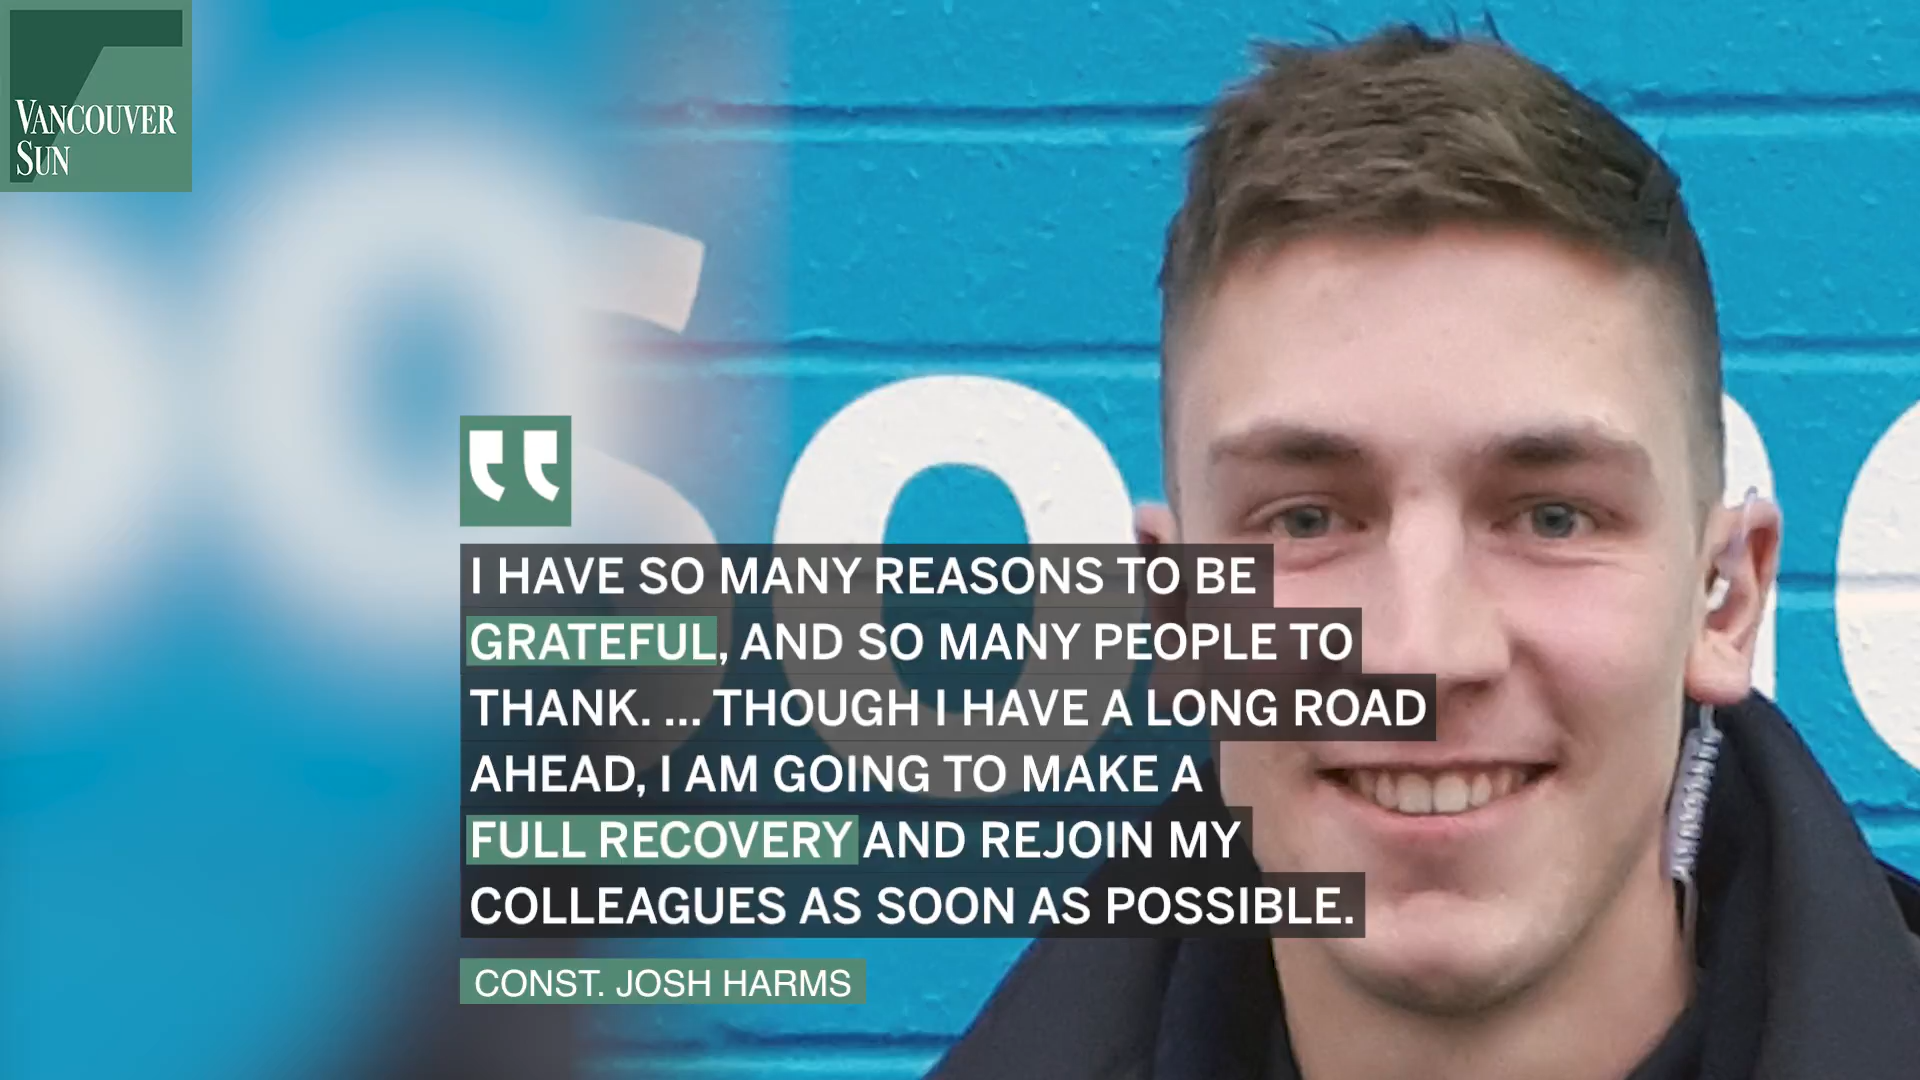 VANCOUVER
SUN
I HAVE SO MANY REASONS TO BE
GRATEFUL, AND SO MANY PEOPLE TO
THANK. ... THOUGH I HAVE A LONG ROAD
AHEAD, I AM GOING TO MAKE A
FULL RECOVERY AND REJOIN MY
COLLEAGUES AS SOON AS POSSIBLE.
CONST. JOSH HARMS